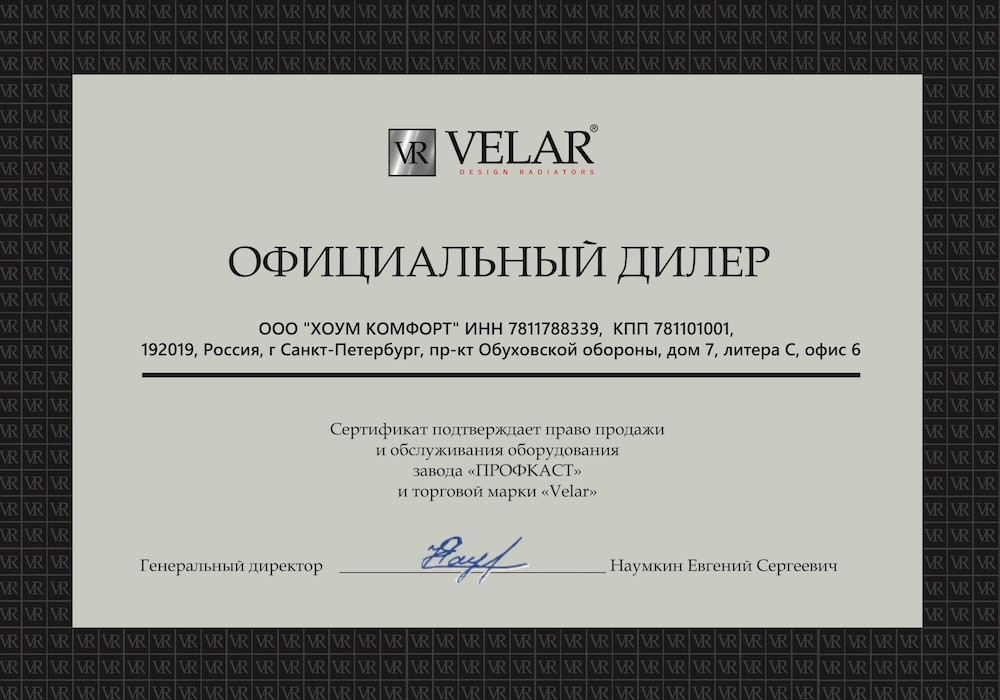 VR VELAR®
DESIGN RADIATORS
ОФИЦИАЛЬНЫЙ ДИЛЕР
ООО "ХОУМ КОМФОРТ" ИНН 7811788339, КПП 781101001,
192019, Россия, г Санкт-Петербург, пр-кт Обуховской обороны, дом 7, литера С, офис 6
Сертификат подтверждает право продажи
и обслуживания оборудования
завода «ПРОФКАСТ»
и торговой марки «Velar»
Генеральный директор Наумкин Евгений Сергеевич